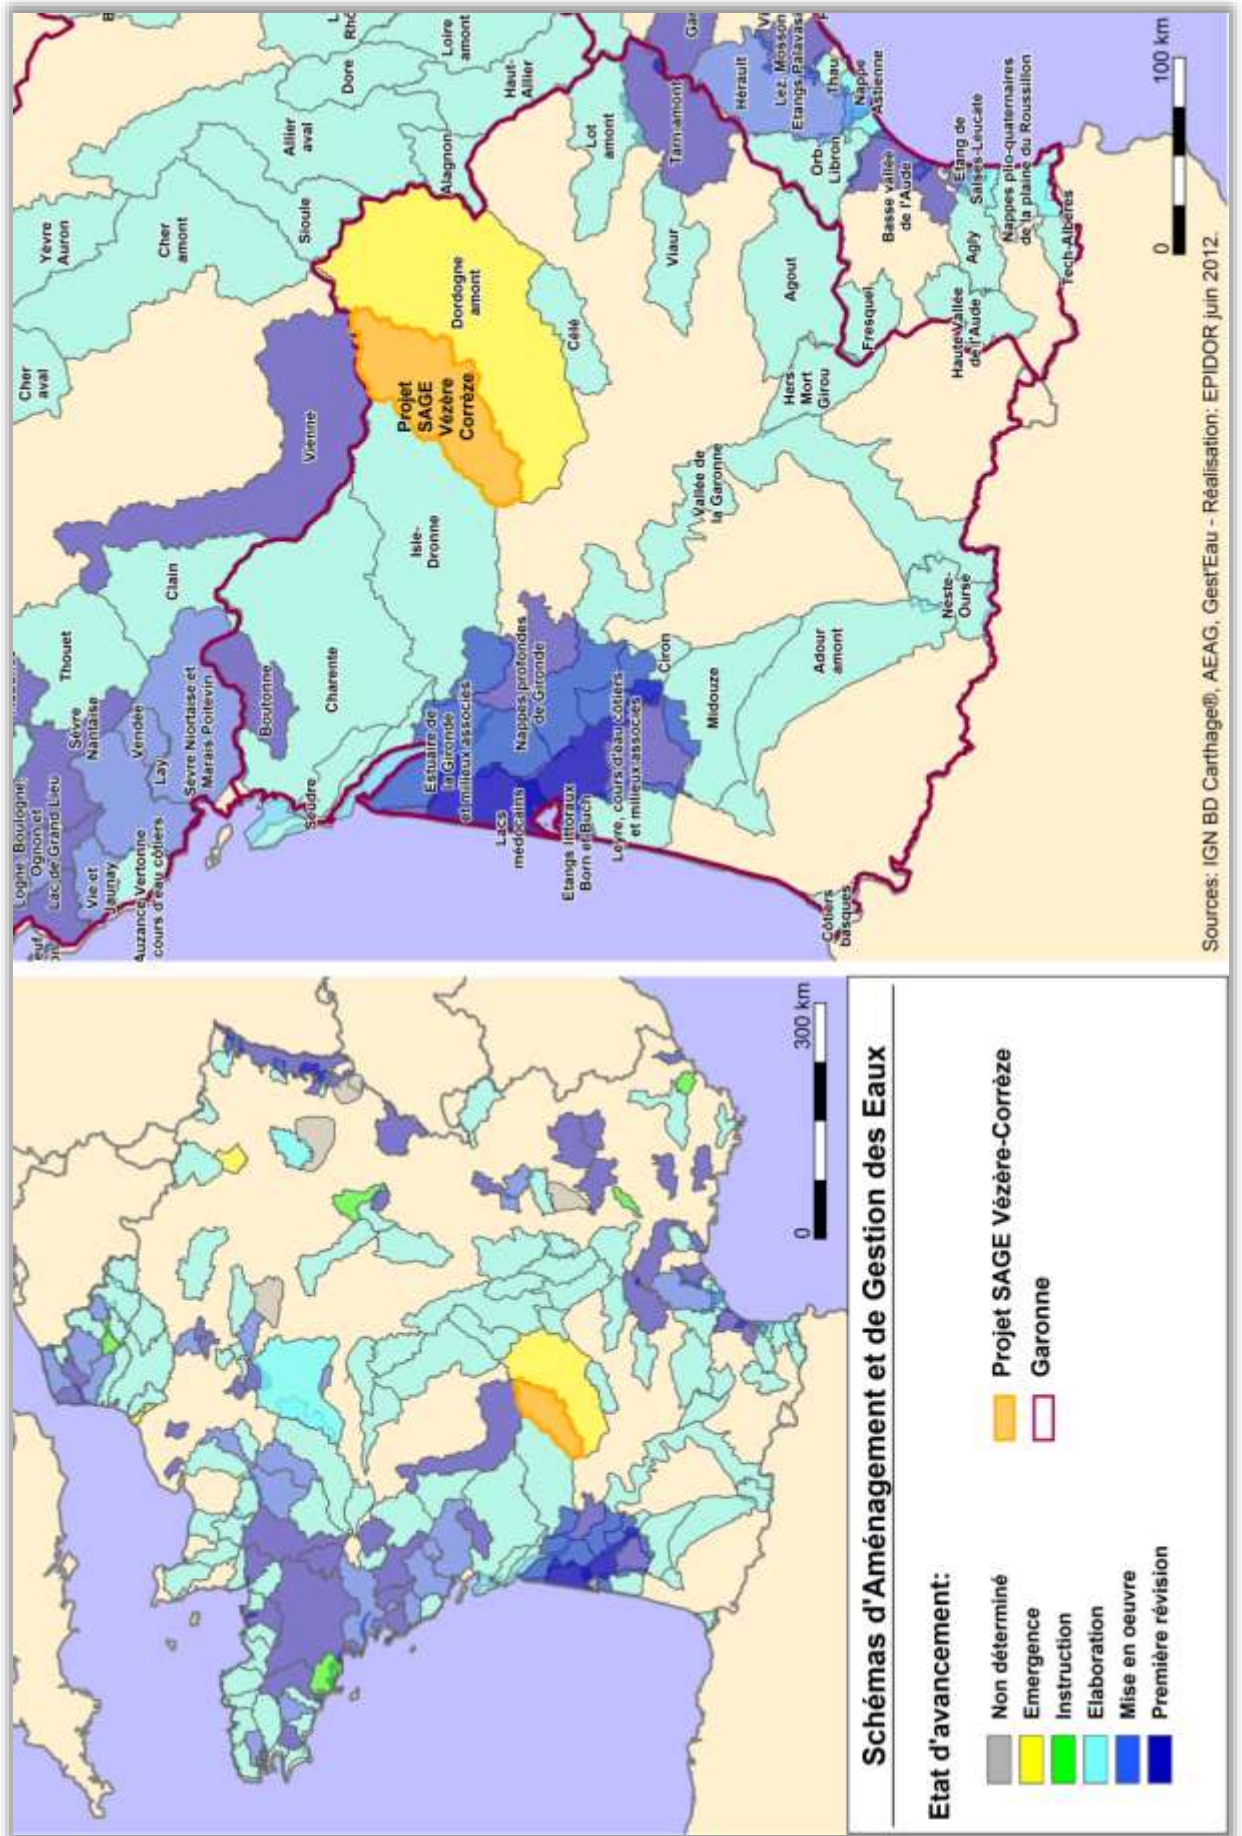 Schémas d'Aménagement et de Gestion des Eaux
Etat d'avancement:
Non déterminé
Emergence
Instruction
Elaboration
Mise en oeuvre
Première révision
Projet SAGE Vézère-Corrèze
Garonne
0
300 km
Logne, Boulogne,
Ognon et
Lac de Grand Lieu
Vie et
Jaunay
Auzance Vertonne
cours d'eau côtiers
Sèvre
Nantaise
Vendée
Lay
Sèvre Niortaise et
Marais Poitevin
Thouet
Clain
Boutonne
Charente
Seudre
Vienne
Cher
aval
Yèvre
Auron
Cher
amont
Sioule
Allier
aval
Dore
Loire
amont
Haut-
Allier
Alagnon
Isle-
Dronne
Projet
SAGE
Vézère
Corrèze
Dordogne
amont
Célé
Lot
amont
Tarn-amont
Viaur
Agout
Hers-
Mort
Girou
Fresquel
Haute Vallée
de l'Aude
Estuaire de
la Gironde
et milieux associés
Nappes profondes
de Gironde
Lacs
médocains
Etangs littoraux
Born et Buch
Leyre, cours d'eau côtiers
et milieux associés
Ciron
Midouze
Adour
amont
Vallée de
la Garonne
Neste-
Ourse
Côtiers
basques
Hérault
Lez, Mosson
Etangs Palavas
Thau
Nappe
Astienne
Orb-
Libron
Basse vallée
de l'Aude
Etang de
Salses-Leucate
Agly
Nappes plio-quaternaires
de la plaine du Roussillon
Tech-Albères
0
100 km
Sources: IGN BD Carthage®, AEAG, Gest'Eau - Réalisation: EPIDOR juin 2012.